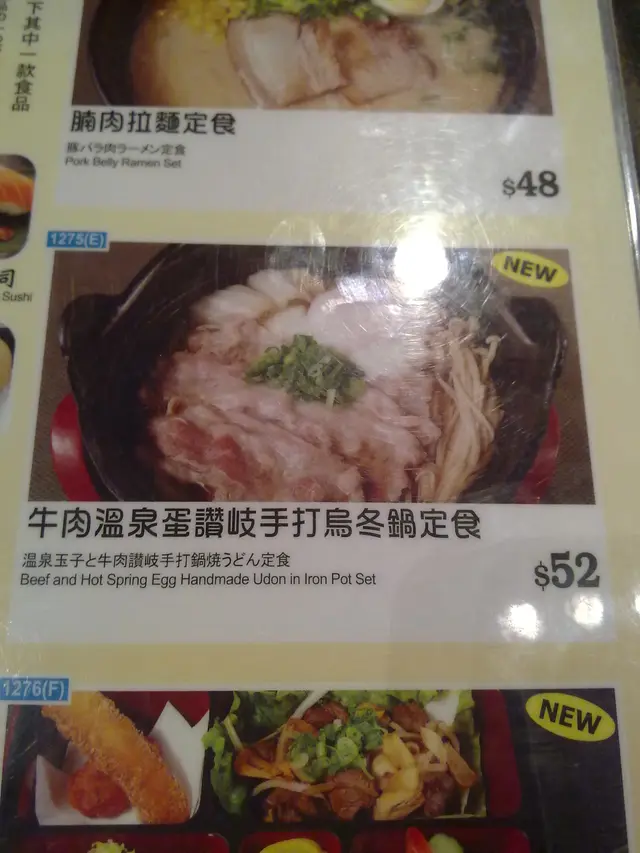 下其中一款食品
腩肉拉麵定食
豚バラ肉ラーメン定食
Pork Belly Ramen Set
$48
司
Sushi
1275(E)
NEW
牛肉溫泉蛋讚岐手打烏冬鍋定食
温泉玉子と牛肉讃岐手打鍋焼うどん定食
Beef and Hot Spring Egg Handmade Udon in Iron Pot Set
$52
1276(F)
NEW